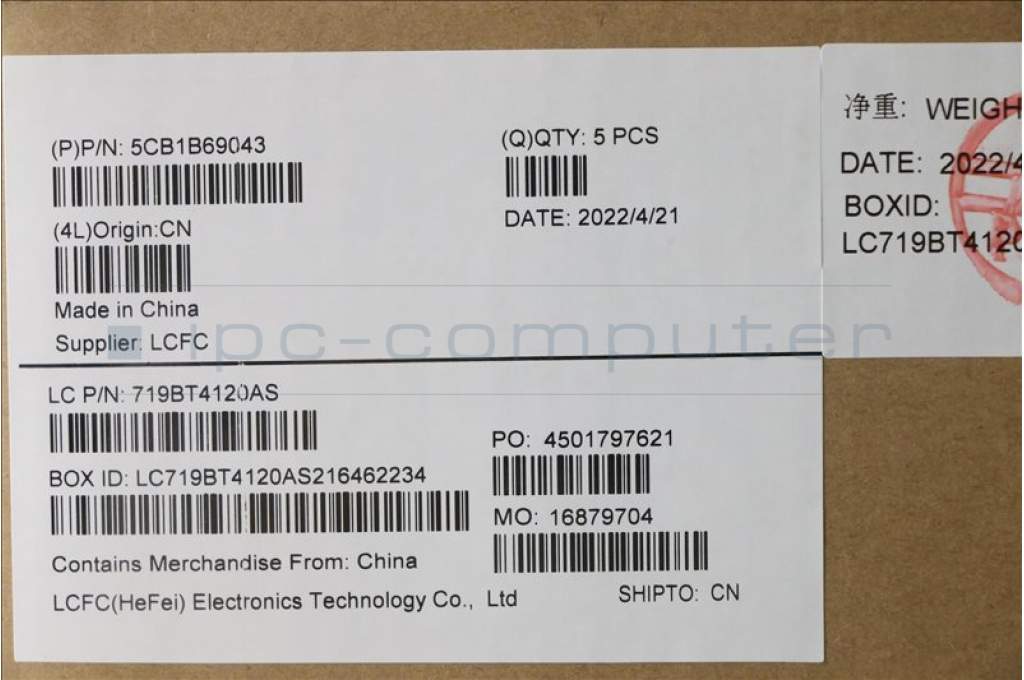 (P)P/N: 5CB1B69043
(Q)QTY: 5 PCS
(4L)Origin:CN
DATE: 2022/4/21
Made in China
Supplier: LCFC
LC P/N: 719BT4120AS
PO: 4501797621
BOX ID: LC719BT4120AS216462234
MO: 16879704
Contains Merchandise From: China
LCFC(HeFei) Electronics Technology Co., Ltd
SHIPTO: CN
净重: WEIGH
DATE: 2022/4
BOXID:
LC719BT4120
ipc-computer